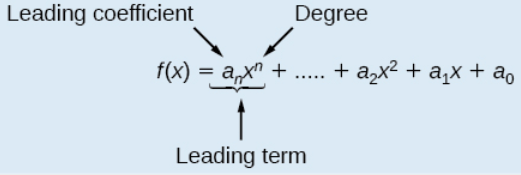 Leading coefficient Degree
f(x) = aₙxⁿ + ..... + a₂x² + a₁x + a₀
Leading term